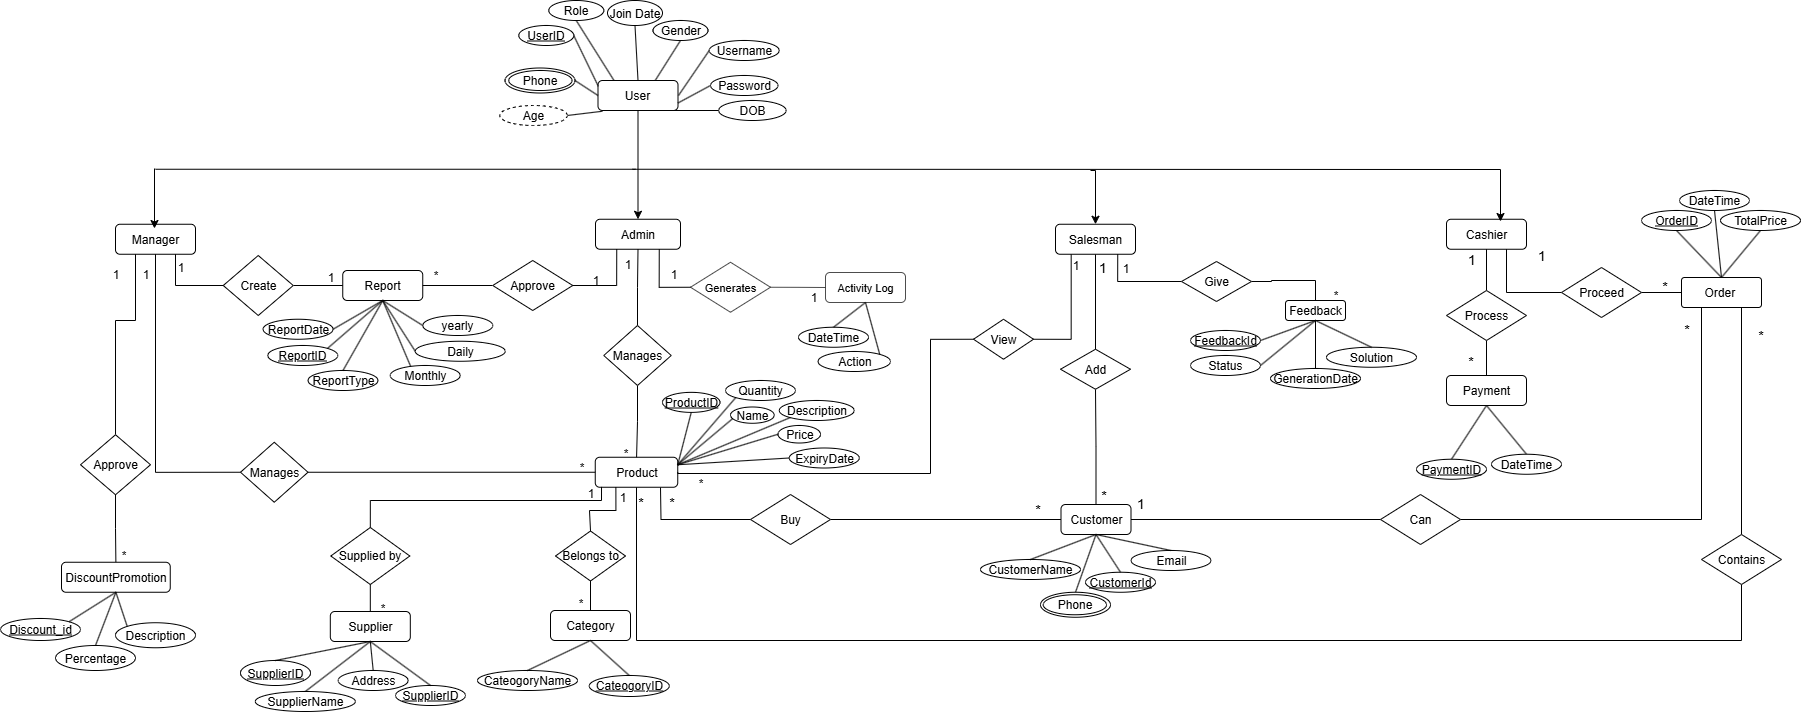 Role
Join Date
UserID
Gender
Username
Phone
Password
User
Age
DOB
Manager
Admin
Salesman
Cashier
DateTime
OrderID
TotalPrice
1
1
1
Create
1
Report
*
Approve
1
1
1
Generates
1
Activity Log
1
1
1
Give
*
Feedback
1
1
Process
Proceed
*
Order
ReportDate
yearly
ReportID
Daily
ReportType
Monthly
DateTime
Action
Manages
View
Add
FeedbackId
Status
Solution
GenerationDate
*
*
*
Payment
PaymentID
DateTime
ProductID
Quantity
Name
Description
Price
ExpiryDate
Approve
Manages
*
*
Product
*
1
1
*
*
Buy
*
*
Customer
1
Can
Supplied by
Belongs to
Contains
*
DiscountPromotion
CustomerName
Email
CustomerId
Phone
*
*
Supplier
Category
Discount_id
Description
Percentage
SupplierID
Address
SupplierName
SupplierID
CateogoryName
CateogoryID